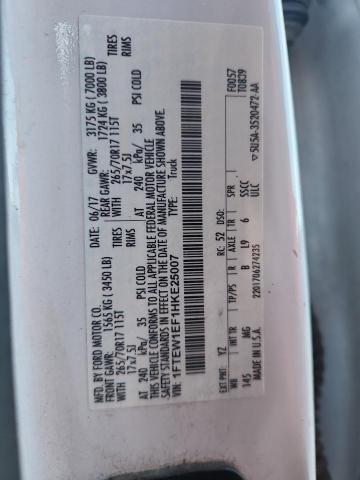 MFD. BY FORD MOTOR CO.
DATE: 06/17 GVWR: 3175 KG ( 7000 LB)
FRONT GAWR: 1565 KG ( 3450 LB) REAR GAWR: 1724 KG ( 3800 LB)
265/70R17 115T TIRES 265/70R17 115T TIRES
17x7.5J RIMS 17x7.5J RIMS
AT 240 kPa/ 35 PSI COLD AT 240 kPa/ 35 PSI COLD
THIS VEHICLE CONFORMS TO ALL APPLICABLE FEDERAL MOTOR VEHICLE
SAFETY STANDARDS IN EFFECT ON THE DATE OF MANUFACTURE SHOWN ABOVE.
VIN: 1FTEW1EF1HKE25007
TYPE: Truck
F0057
T0829
EXT PNT: YZ RC: 52 DSO:
WB INT TR TP/PS R AXLE TR SPR
145 MG B L9 6 SSCC
ULC
2201706274235
MADE IN U.S.A.
5U5A-3520472-AA